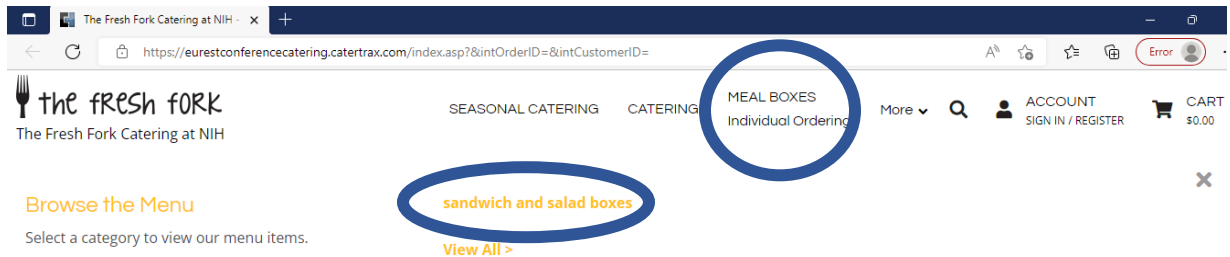 The Fresh Fork Catering at NIH -
https://eurestconferencecatering.catertrax.com/index.asp?&intOrderID=&intCustomerID=
Error
the fResh foRK
The Fresh Fork Catering at NIH
SEASONAL CATERING
CATERING
MEAL BOXES
Individual Ordering
More
ACCOUNT
SIGN IN / REGISTER
CART
$0.00
Browse the Menu
Select a category to view our menu items.
sandwich and salad boxes
View All >